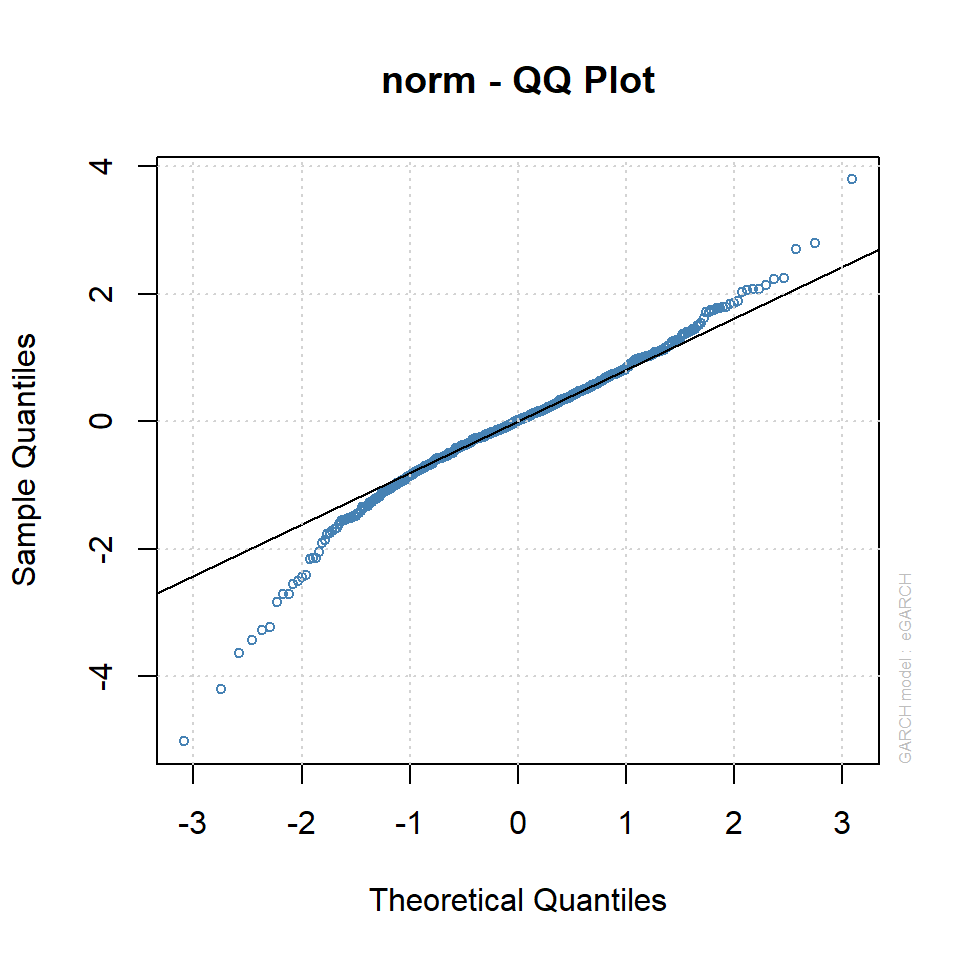 norm - QQ Plot
Sample Quantiles
4
2
0
-2
-4
-3 -2 -1 0 1 2 3
Theoretical Quantiles
GARCH model : eGARCH